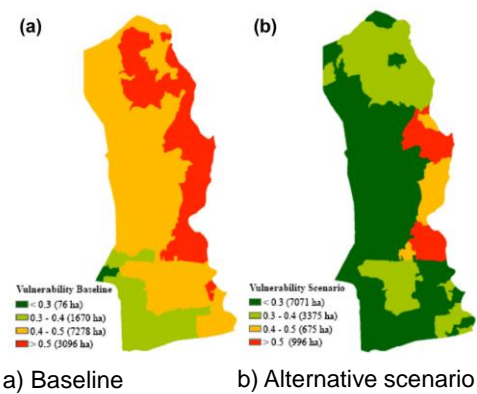 (a)
(b)
Vulnerability Baseline
< 0.3 (76 ha)
0.3 - 0.4 (1670 ha)
0.4 - 0.5 (7278 ha)
> 0.5 (3096 ha)
Vulnerability Scenario
< 0.3 (7071 ha)
0.3 - 0.4 (3375 ha)
0.4 - 0.5 (675 ha)
> 0.5 (996 ha)
a) Baseline
b) Alternative scenario